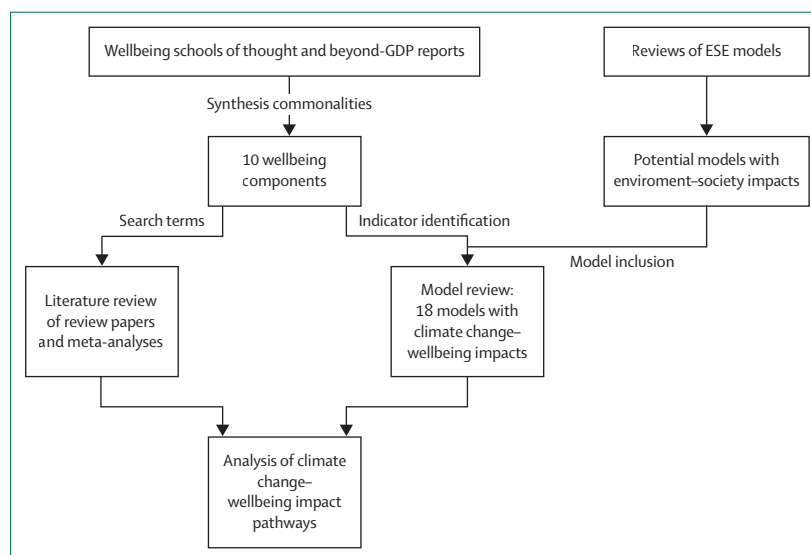 Wellbeing schools of thought and beyond-GDP reports
Reviews of ESE models
Synthesis commonalities
10 wellbeing
components
Potential models with
enviroment–society impacts
Search terms
Indicator identification
Model inclusion
Literature review
of review papers
and meta-analyses
Model review:
18 models with
climate change–
wellbeing impacts
Analysis of climate
change–
wellbeing impact
pathways